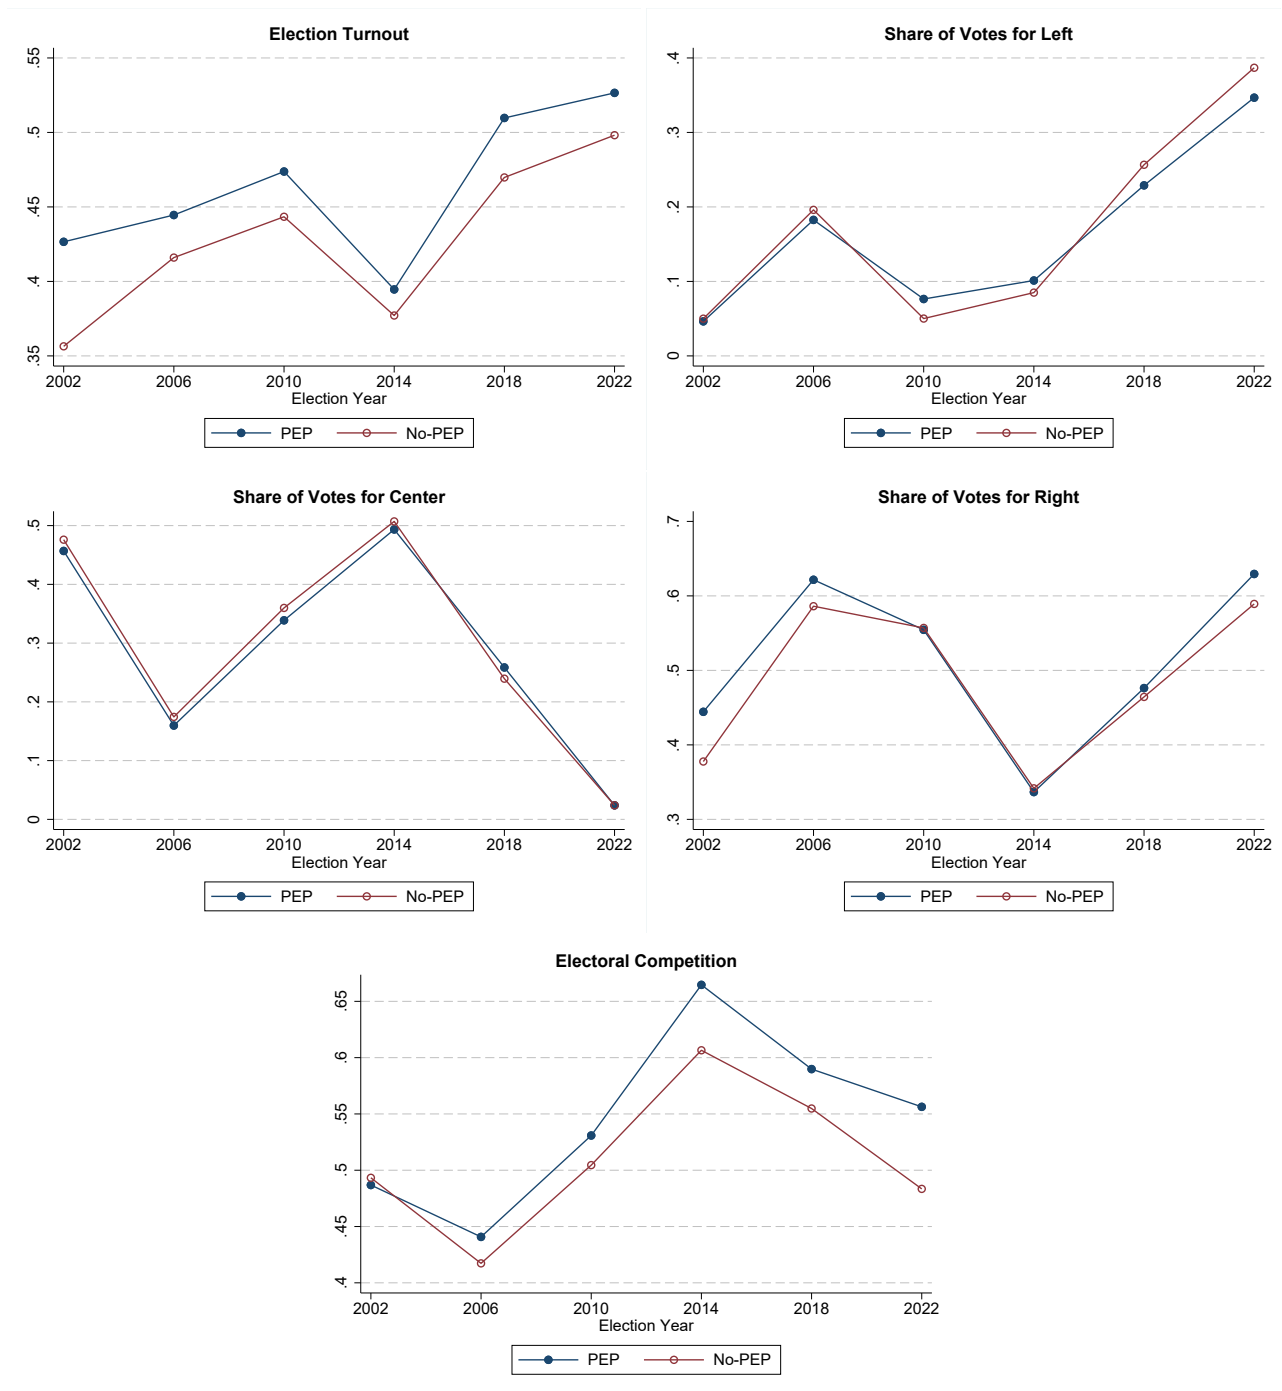 Election Turnout
.55
.5
.45
.4
.35
2002 2006 2010 2014 2018 2022
Election Year
PEP No-PEP
Share of Votes for Left
.4
.3
.2
.1
0
2002 2006 2010 2014 2018 2022
Election Year
PEP No-PEP
Share of Votes for Center
.5
.4
.3
.2
.1
0
2002 2006 2010 2014 2018 2022
Election Year
PEP No-PEP
Share of Votes for Right
.7
.6
.5
.4
.3
2002 2006 2010 2014 2018 2022
Election Year
PEP No-PEP
Electoral Competition
.65
.6
.55
.5
.45
.4
2002 2006 2010 2014 2018 2022
Election Year
PEP No-PEP